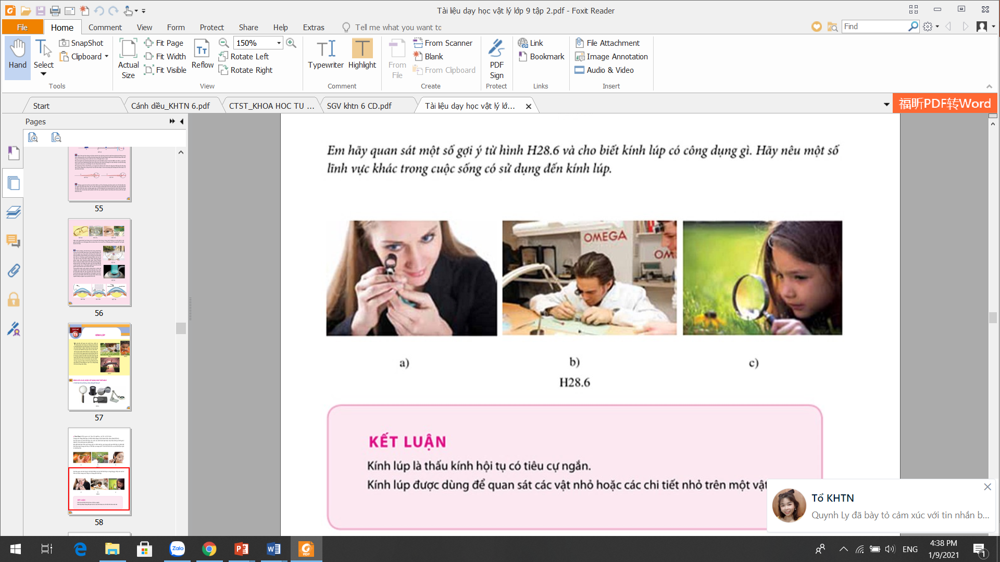 Tài liệu dạy học vật lý lớp 9 tập 2.pdf - Foxit Reader
File Home Comment View Form Protect Share Help Extras Tell me what you want to Find
Hand
Select
SnapShot
Clipboard
Tools
Actual Size
Fit Page
Fit Width
Fit Visible
Reflow
150%
Rotate Left
Rotate Right
View
Typewriter
Highlight
Comment
From File
From Scanner
Blank
From Clipboard
Create
PDF Sign
Protect
Link
Bookmark
Links
File Attachment
Image Annotation
Audio & Video
Insert
Start
Cánh diều_KHTN 6.pdf
CTST_KHOA HOC TU ...
SGV khtn 6 CD.pdf
Tài liệu dạy học vật lý lớ...
福昕PDF转Word
Pages
55
56
KÍNH LÚP
57
58
Em hãy quan sát một số gợi ý từ hình H28.6 và cho biết kính lúp có công dụng gì. Hãy nêu một số
lĩnh vực khác trong cuộc sống có sử dụng đến kính lúp.
OMEGA
OM
a)
b)
c)
H28.6
KẾT LUẬN
Kính lúp là thấu kính hội tụ có tiêu cự ngắn.
Kính lúp được dùng để quan sát các vật nhỏ hoặc các chi tiết nhỏ trên một vật
Tổ KHTN
Quynh Ly đã bày tỏ cảm xúc với tin nhắn b...
Zalo
PDF
ENG
4:38 PM
1/9/2021
1